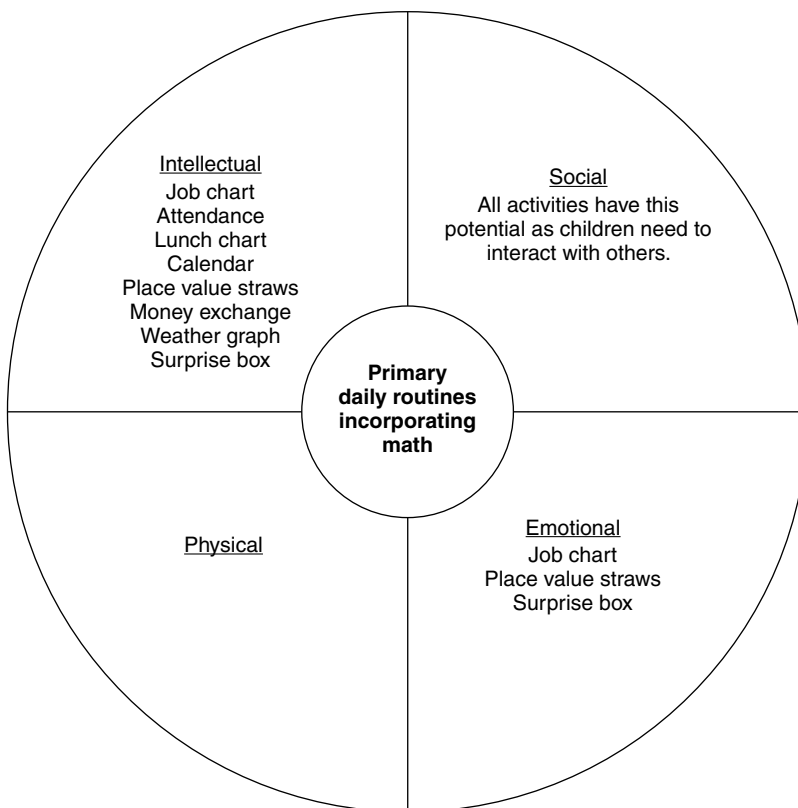 Intellectual
Job chart
Attendance
Lunch chart
Calendar
Place value straws
Money exchange
Weather graph
Surprise box
Social
All activities have this
potential as children need to
interact with others.
Primary
daily routines
incorporating
math
Physical
Emotional
Job chart
Place value straws
Surprise box